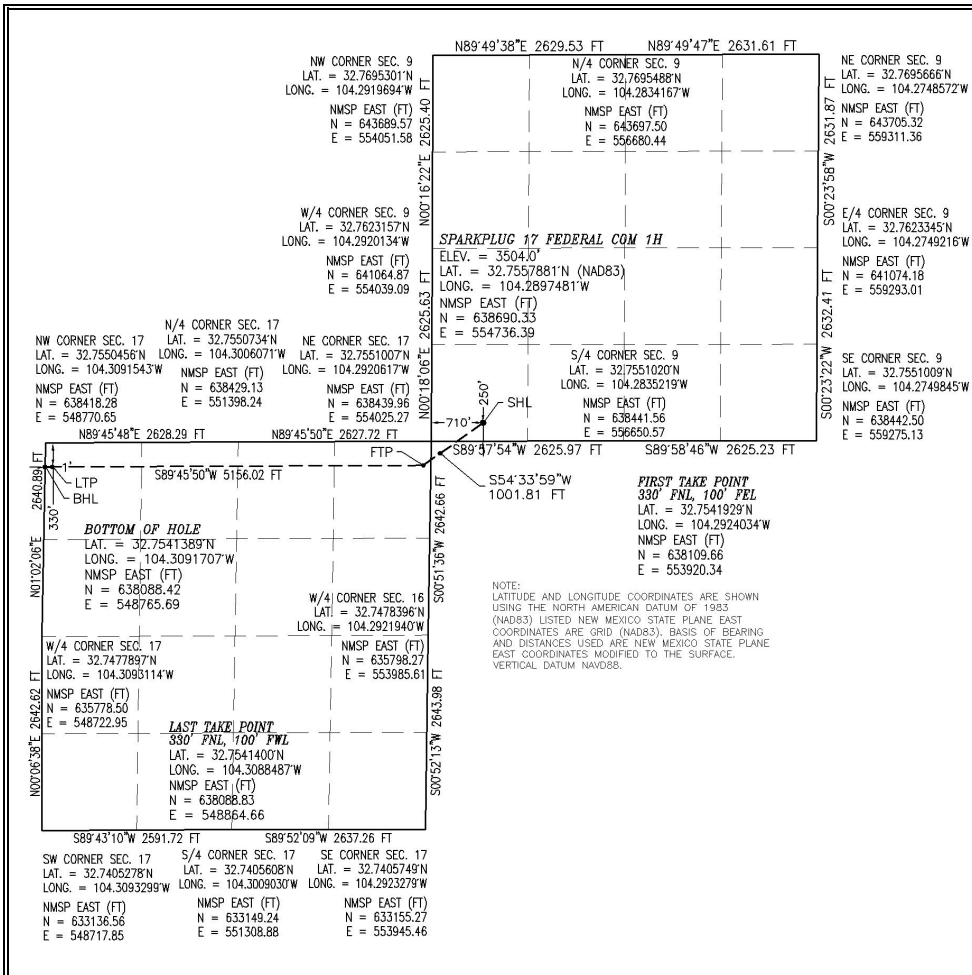 N89°49'38"E 2629.53 FT
N89°49'47"E 2631.61 FT
NW CORNER SEC. 9
LAT. = 32.7695301°N
LONG. = 104.2919694°W
NMSP EAST (FT)
N = 643689.57
E = 554051.58
N/4 CORNER SEC. 9
LAT. = 32.7695488°N
LONG. = 104.2834167°W
NMSP EAST (FT)
N = 643697.50
E = 556680.44
NE CORNER SEC. 9
LAT. = 32.7695666°N
LONG. = 104.2748572°W
NMSP EAST (FT)
N = 643705.32
E = 559311.36
N00°16'22"E 2625.40 FT
S00°23'58"W 2631.87 FT
W/4 CORNER SEC. 9
LAT. = 32.7623157°N
LONG. = 104.2920134°W
NMSP EAST (FT)
N = 641064.87
E = 554039.09
E/4 CORNER SEC. 9
LAT. = 32.7623345°N
LONG. = 104.2749216°W
NMSP EAST (FT)
N = 641074.18
E = 559293.01
SPARKPLUG 17 FEDERAL COM 1H
ELEV. = 3504.0'
LAT. = 32.7557881°N (NAD83)
LONG. = 104.2897481°W
NMSP EAST (FT)
N = 638690.33
E = 554736.39
N00°18'06"E 2625.63 FT
S00°23'22"W 2632.41 FT
NW CORNER SEC. 17
LAT. = 32.7550456°N
LONG. = 104.3091543°W
NMSP EAST (FT)
N = 638418.28
E = 548770.65
N/4 CORNER SEC. 17
LAT. = 32.7550734°N
LONG. = 104.3006071°W
NMSP EAST (FT)
N = 638429.13
E = 551398.24
NE CORNER SEC. 17
LAT. = 32.7551007°N
LONG. = 104.2920617°W
NMSP EAST (FT)
N = 638439.96
E = 554025.27
S/4 CORNER SEC. 9
LAT. = 32.7551020°N
LONG. = 104.2835219°W
NMSP EAST (FT)
N = 638441.56
E = 556650.57
SE CORNER SEC. 9
LAT. = 32.7551009°N
LONG. = 104.2749845°W
NMSP EAST (FT)
N = 638442.50
E = 559275.13
250'
SHL
710'
N89°45'48"E 2628.29 FT
N89°45'50"E 2627.72 FT
S89°57'54"W 2625.97 FT
S89°58'46"W 2625.23 FT
FTP
1'
S89°45'50"W 5156.02 FT
LTP
BHL
330'
S54°33'59"W
1001.81 FT
N01°02'06"E 2640.89 FT
S00°51'36"W 2642.66 FT
FIRST TAKE POINT
330' FNL, 100' FEL
LAT. = 32.7541929°N
LONG. = 104.2924034°W
NMSP EAST (FT)
N = 638109.66
E = 553920.34
BOTTOM OF HOLE
LAT. = 32.7541389°N
LONG. = 104.3091707°W
NMSP EAST (FT)
N = 638088.42
E = 548765.69
W/4 CORNER SEC. 16
LAT. = 32.7478396°N
LONG. = 104.2921940°W
NMSP EAST (FT)
N = 635798.27
E = 553985.61
NOTE:
LATITUDE AND LONGITUDE COORDINATES ARE SHOWN
USING THE NORTH AMERICAN DATUM OF 1983
(NAD83) LISTED NEW MEXICO STATE PLANE EAST
COORDINATES ARE GRID (NAD83). BASIS OF BEARING
AND DISTANCES USED ARE NEW MEXICO STATE PLANE
EAST COORDINATES MODIFIED TO THE SURFACE.
VERTICAL DATUM NAVD88.
W/4 CORNER SEC. 17
LAT. = 32.7477897°N
LONG. = 104.3093114°W
NMSP EAST (FT)
N = 635778.50
E = 548722.95
N00°06'38"E 2642.62 FT
S00°52'13"W 2643.98 FT
LAST TAKE POINT
330' FNL, 100' FWL
LAT. = 32.7541400°N
LONG. = 104.3088487°W
NMSP EAST (FT)
N = 638088.83
E = 548864.66
S89°43'10"W 2591.72 FT
S89°52'09"W 2637.26 FT
SW CORNER SEC. 17
LAT. = 32.7405278°N
LONG. = 104.3093299°W
NMSP EAST (FT)
N = 633136.56
E = 548717.85
S/4 CORNER SEC. 17
LAT. = 32.7405608°N
LONG. = 104.3009030°W
NMSP EAST (FT)
N = 633149.24
E = 551308.88
SE CORNER SEC. 17
LAT. = 32.7405749°N
LONG. = 104.2923279°W
NMSP EAST (FT)
N = 633155.27
E = 553945.46